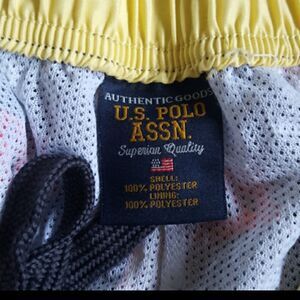 AUTHENTIC GOODS
U.S. POLO
ASSN.
Superior Quality
SHELL:
100% POLYESTER
LINING:
100% POLYESTER